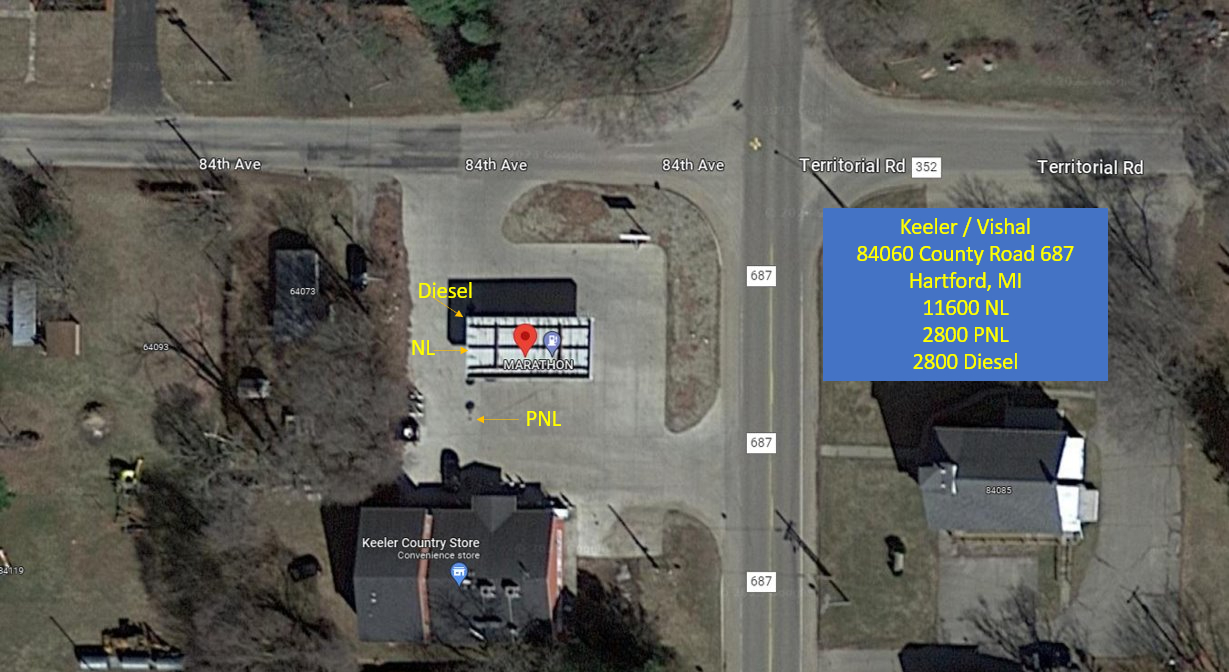 84th Ave
84th Ave
84th Ave
Territorial Rd
352
Territorial Rd
Keeler / Vishal
84060 County Road 687
Hartford, MI
11600 NL
2800 PNL
2800 Diesel
687
64073
Diesel
64093
NL
MARATHON
PNL
687
84085
Keeler Country Store
Convenience store
84119
687